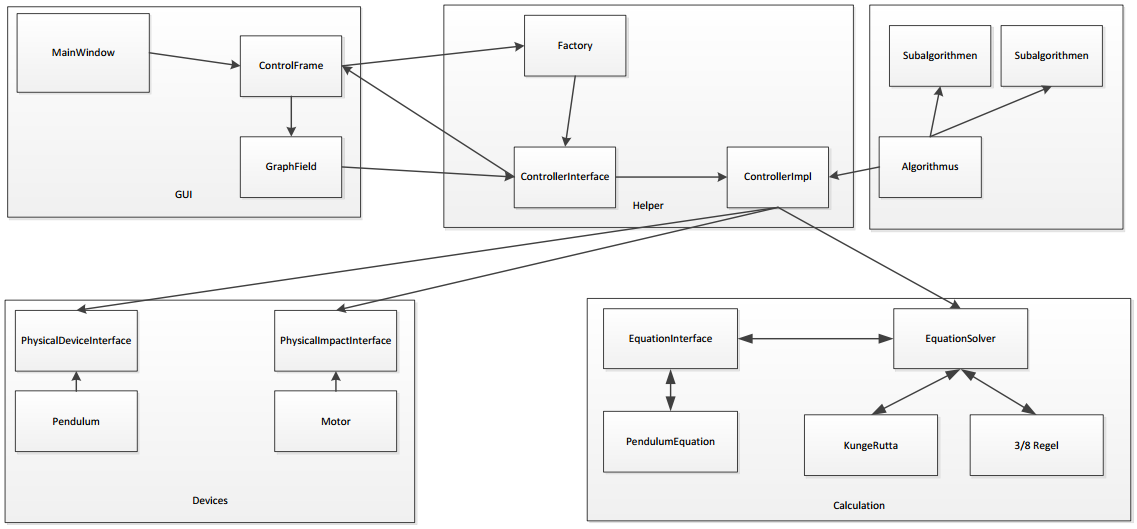 MainWindow
ControlFrame
GraphField
GUI
Factory
ControllerInterface
ControllerImpl
Helper
Subalgorithmen
Subalgorithmen
Algorithmus
PhysicalDeviceInterface
PhysicalImpactInterface
Pendulum
Motor
Devices
EquationInterface
EquationSolver
PendulumEquation
KungeRutta
3/8 Regel
Calculation